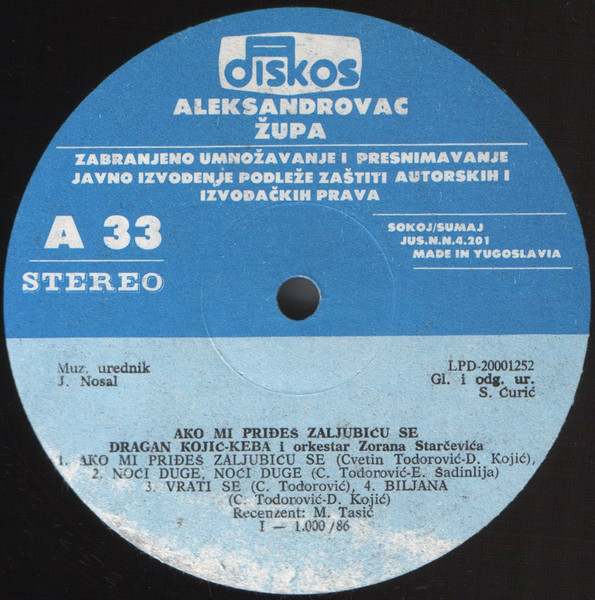 diskos
ALEKSANDROVAC
ŽUPA
ZABRANJENO UMNOŽAVANJE I PRESNIMAVANJE
JAVNO IZVOĐENJE PODLEŽE ZAŠTITI AUTORSKIH I
IZVOĐAČKIH PRAVA
A 33
STEREO
SOKOJ/SUMAJ
JUS.N.N.4.201
MADE IN YUGOSLAVIA
Muz. urednik
J. Nosal
LPD-20001252
Gl. i odg. ur.
S. Ćurić
AKO MI PRIĐEŠ ZALJUBIĆU SE
DRAGAN KOJIĆ-KEBA i orkestar Zorana Starčevića
1. AKO MI PRIĐEŠ ZALJUBIĆU SE (Cvetin Todorović-D. Kojić),
2. NOĆI DUGE, NOĆI DUGE (C. Todorović-E. Šadinlija)
3. VRATI SE (C. Todorović), 4. BILJANA
(C. Todorović-D. Kojić)
Recenzent: M. Tasić
I — 1.000/86